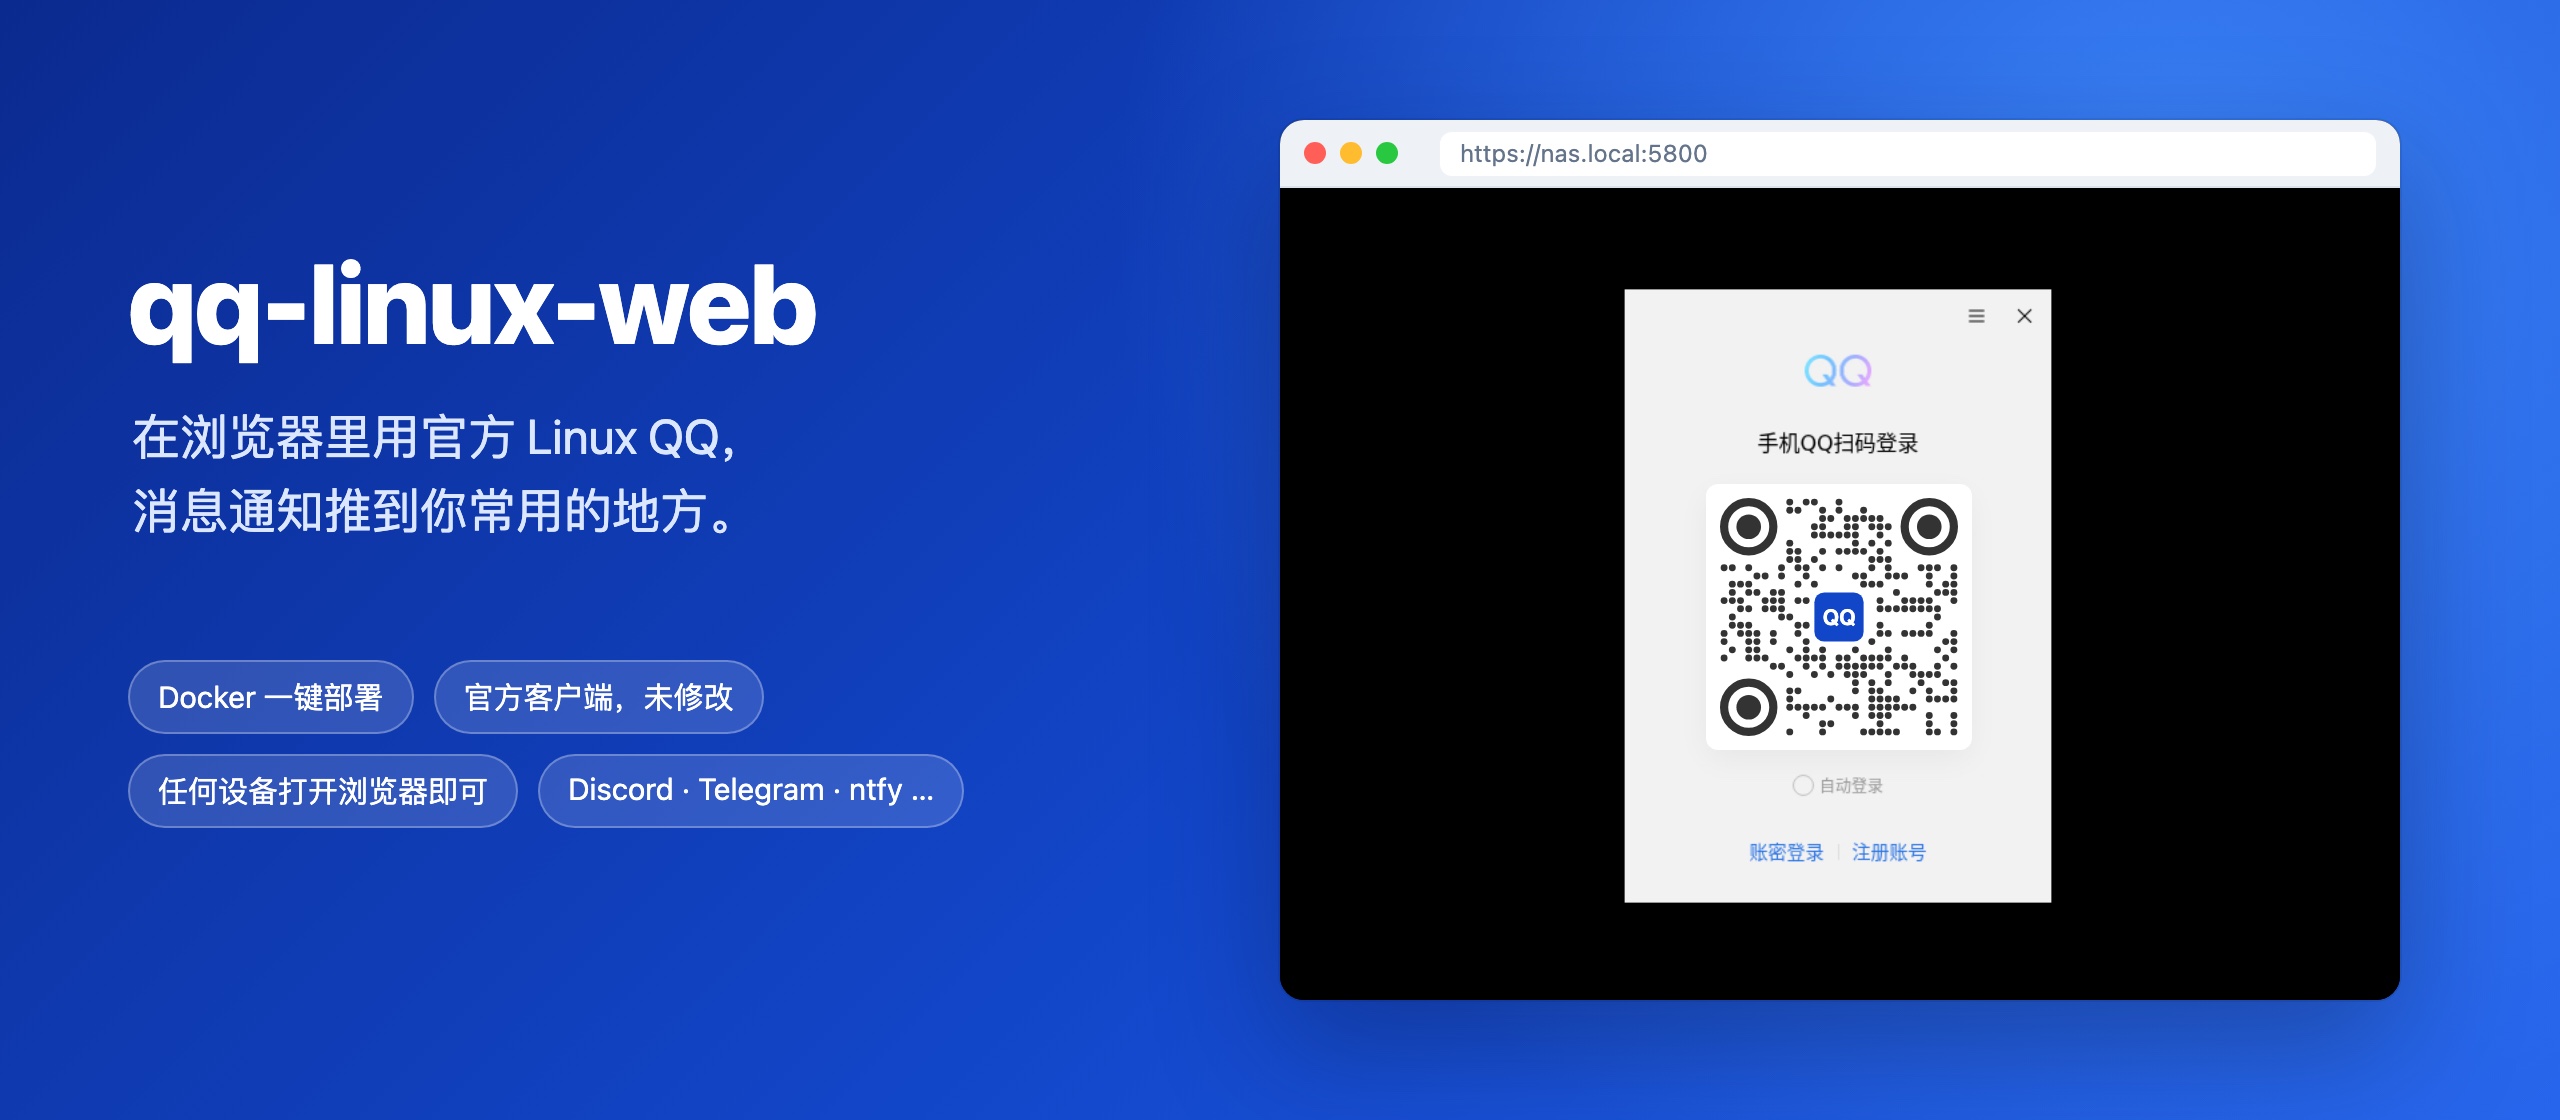 qq-linux-web
在浏览器里用官方 Linux QQ，
消息通知推到你常用的地方。
Docker 一键部署
官方客户端，未修改
任何设备打开浏览器即可
Discord · Telegram · ntfy ...
https://nas.local:5800
QQ
手机QQ扫码登录
QQ
自动登录
账密登录
注册账号